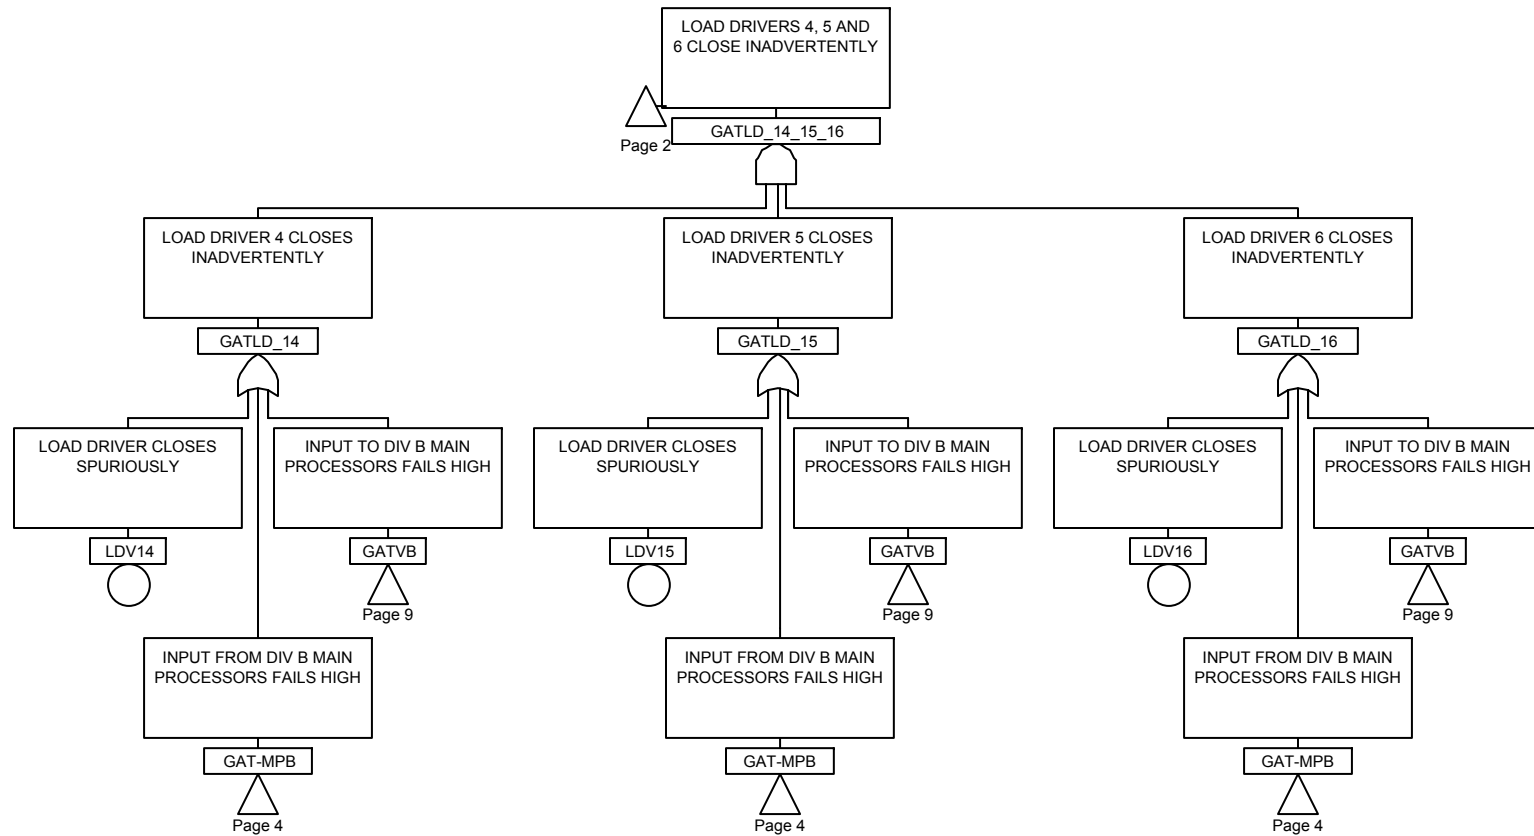 LOAD DRIVERS 4, 5 AND
6 CLOSE INADVERTENTLY
Page 2
GATLD_14_15_16
LOAD DRIVER 4 CLOSES
INADVERTENTLY
GATLD_14
LOAD DRIVER 5 CLOSES
INADVERTENTLY
GATLD_15
LOAD DRIVER 6 CLOSES
INADVERTENTLY
GATLD_16
LOAD DRIVER CLOSES
SPURIOUSLY
LDV14
INPUT TO DIV B MAIN
PROCESSORS FAILS HIGH
GATVB
Page 9
LOAD DRIVER CLOSES
SPURIOUSLY
LDV15
INPUT TO DIV B MAIN
PROCESSORS FAILS HIGH
GATVB
Page 9
LOAD DRIVER CLOSES
SPURIOUSLY
LDV16
INPUT TO DIV B MAIN
PROCESSORS FAILS HIGH
GATVB
Page 9
INPUT FROM DIV B MAIN
PROCESSORS FAILS HIGH
GAT-MPB
Page 4
INPUT FROM DIV B MAIN
PROCESSORS FAILS HIGH
GAT-MPB
Page 4
INPUT FROM DIV B MAIN
PROCESSORS FAILS HIGH
GAT-MPB
Page 4